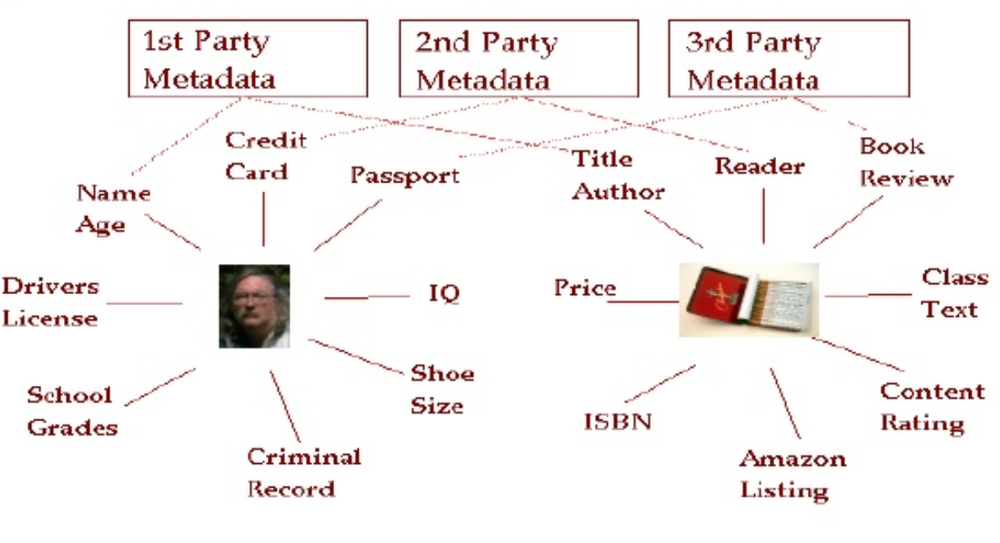 1st Party
Metadata
2nd Party
Metadata
3rd Party
Metadata
Name
Age
Credit
Card
Passport
Title
Author
Reader
Book
Review
Drivers
License
IQ
Price
Class
Text
School
Grades
Shoe
Size
Criminal
Record
ISBN
Amazon
Listing
Content
Rating